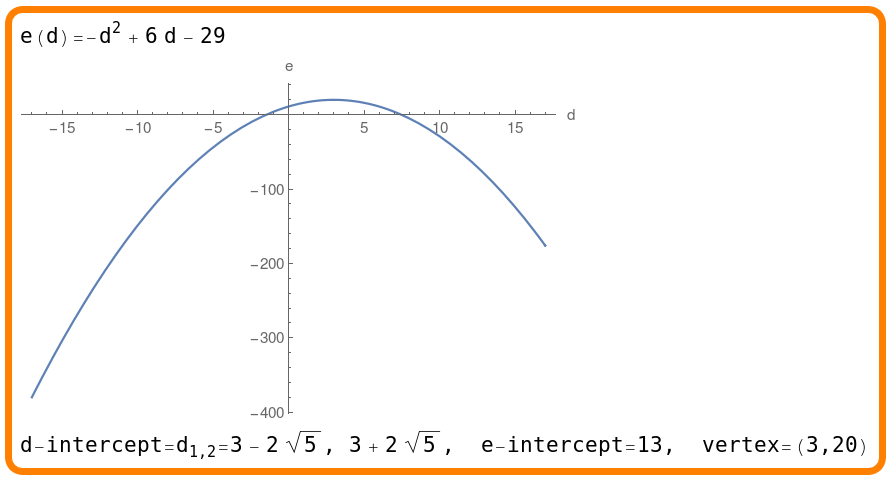 e(d)=-d² + 6 d - 29
e
d
-15 -10 -5 5 10 15
-100
-200
-300
-400
d-intercept=d₁,₂=3 - 2 √5, 3 + 2 √5, e-intercept=13, vertex=(3,20)